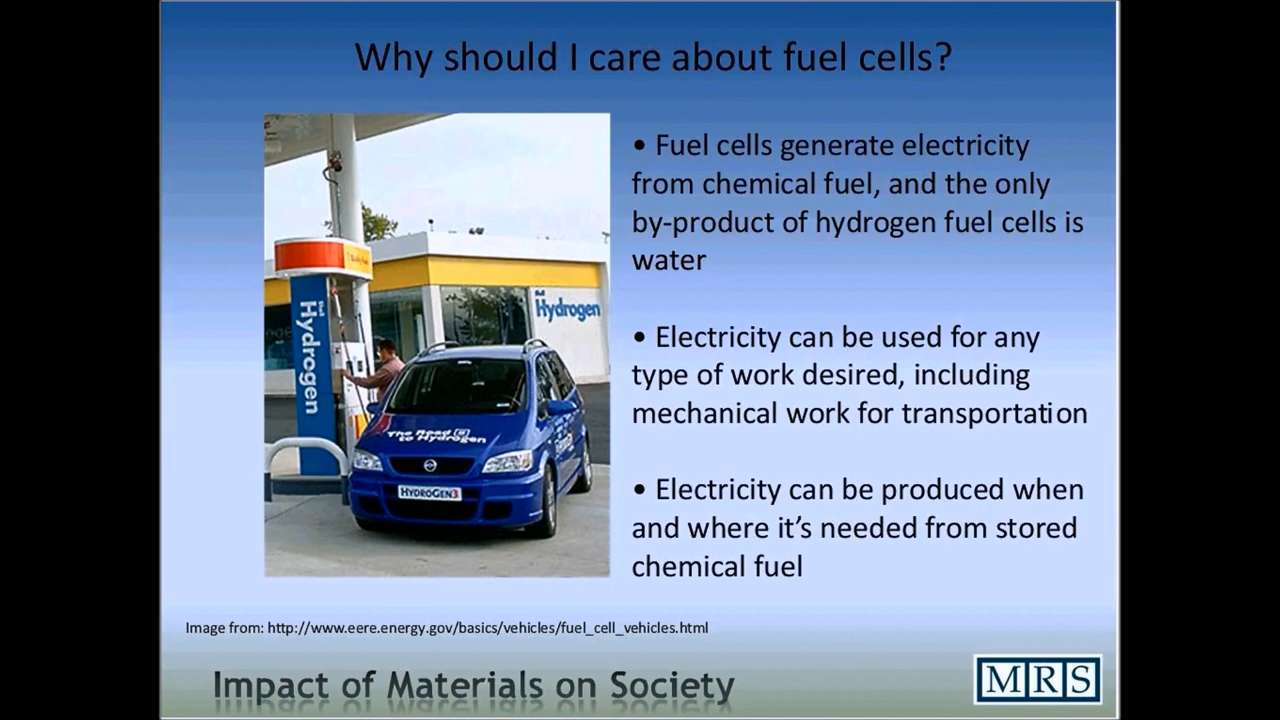 Why should I care about fuel cells?
• Fuel cells generate electricity
from chemical fuel, and the only
by-product of hydrogen fuel cells is
water
• Electricity can be used for any
type of work desired, including
mechanical work for transportation
• Electricity can be produced when
and where it's needed from stored
chemical fuel
Hydrogen
Hydrogen
The Road
to Hydrogen
HYDROGEN3
Image from: http://www.eere.energy.gov/basics/vehicles/fuel_cell_vehicles.html
Impact of Materials on Society
MRS